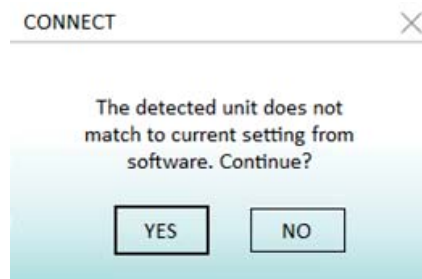 CONNECT
The detected unit does not
match to current setting from
software. Continue?
YES
NO